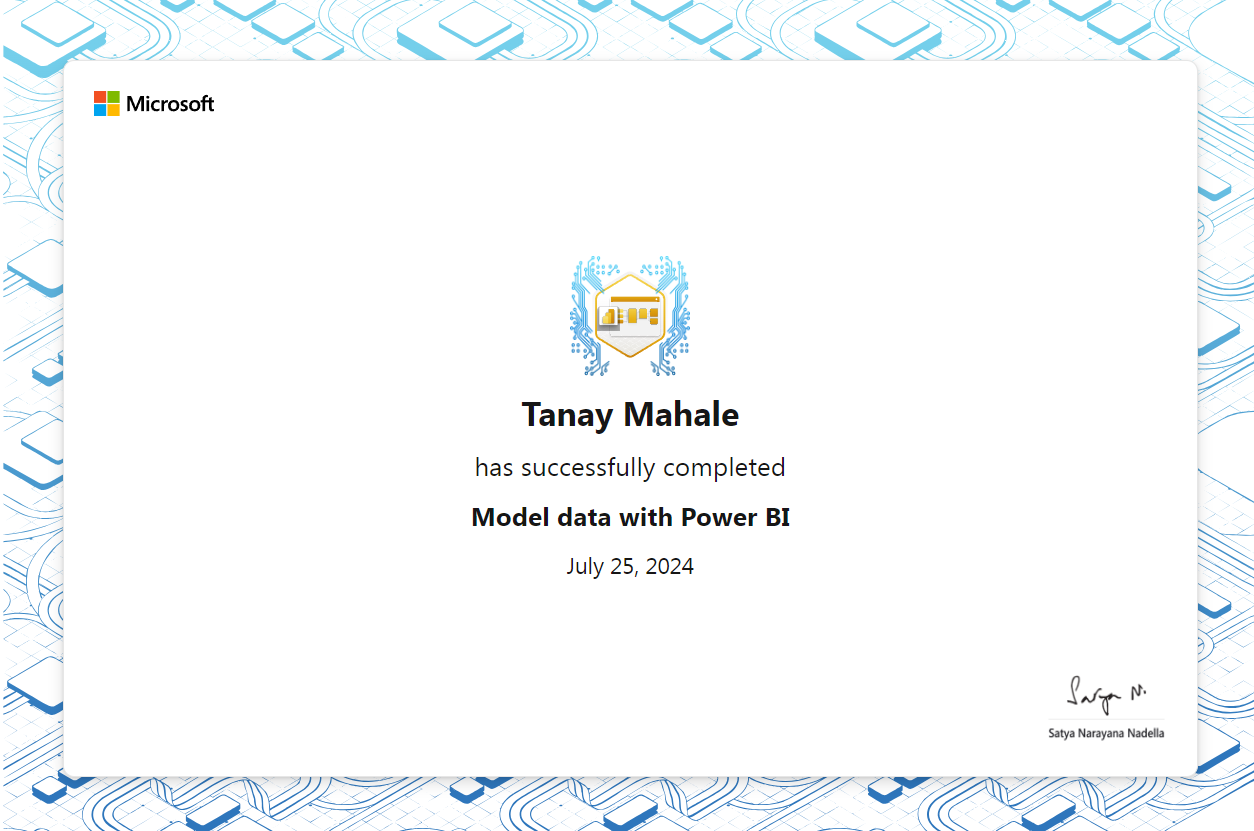 Microsoft
Tanay Mahale
has successfully completed
Model data with Power BI
July 25, 2024
Satya N.
Satya Narayana Nadella